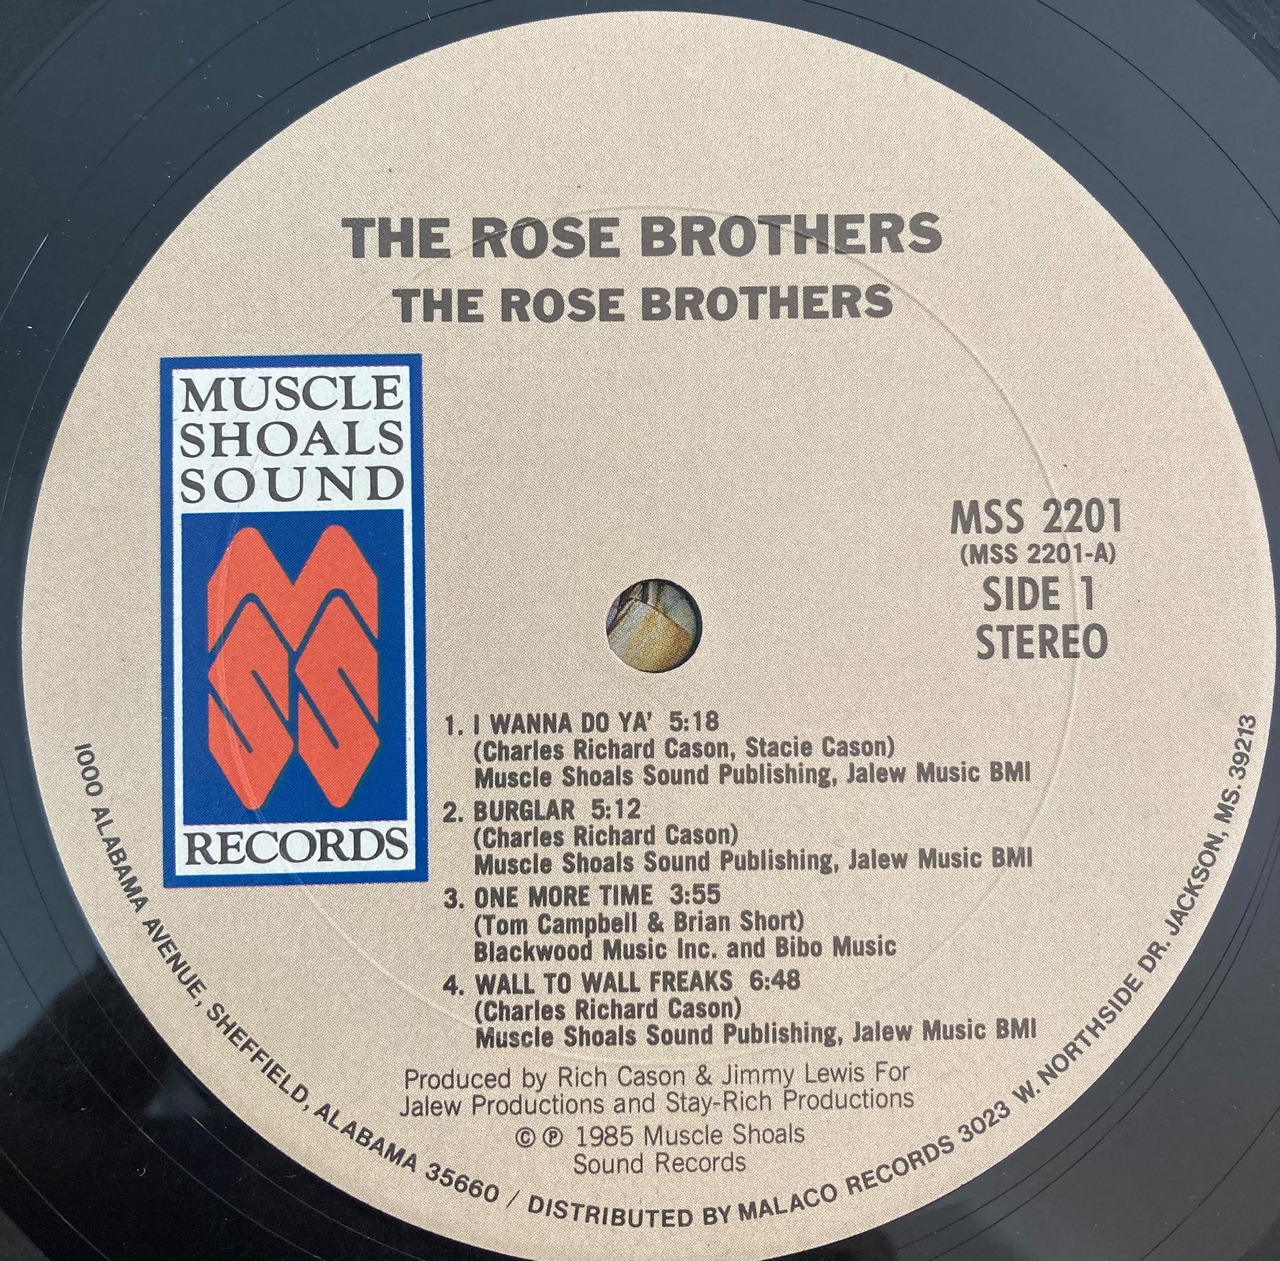 THE ROSE BROTHERS
THE ROSE BROTHERS
MUSCLE
SHOALS
SOUND
MSS
RECORDS
MSS 2201
(MSS 2201-A)
SIDE 1
STEREO
1. I WANNA DO YA' 5:18
(Charles Richard Cason, Stacie Cason)
Muscle Shoals Sound Publishing, Jalew Music BMI
2. BURGLAR 5:12
(Charles Richard Cason)
Muscle Shoals Sound Publishing, Jalew Music BMI
3. ONE MORE TIME 3:55
(Tom Campbell & Brian Short)
Blackwood Music Inc. and Bibo Music
4. WALL TO WALL FREAKS 6:48
(Charles Richard Cason)
Muscle Shoals Sound Publishing, Jalew Music BMI
Produced by Rich Cason & Jimmy Lewis For
Jalew Productions and Stay-Rich Productions
© ℗ 1985 Muscle Shoals
Sound Records
1000 ALABAMA AVENUE, SHEFFIELD, ALABAMA 35660 / DISTRIBUTED BY MALACO RECORDS 3023 W. NORTHSIDE DR. JACKSON, MS. 39213